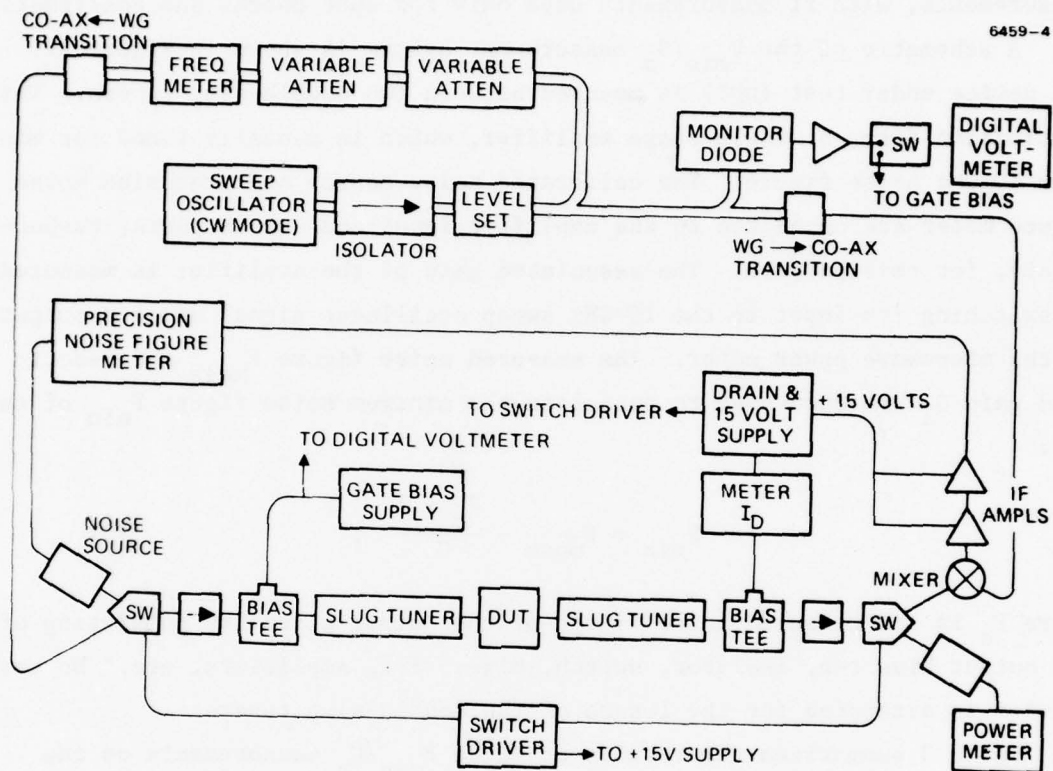 6459-4
CO-AX ← WG
TRANSITION
FREQ
METER
VARIABLE
ATTEN
VARIABLE
ATTEN
SWEEP
OSCILLATOR
(CW MODE)
ISOLATOR
LEVEL
SET
MONITOR
DIODE
SW
DIGITAL
VOLT-
METER
TO GATE BIAS
WG → CO-AX
TRANSITION
PRECISION
NOISE FIGURE
METER
TO SWITCH DRIVER
DRAIN &
15 VOLT
SUPPLY
+ 15 VOLTS
TO DIGITAL VOLTMETER
GATE BIAS
SUPPLY
METER
I_D
IF
AMPLS
NOISE
SOURCE
MIXER
SW
BIAS
TEE
SLUG TUNER
DUT
SLUG TUNER
BIAS
TEE
SW
SWITCH
DRIVER
TO +15V SUPPLY
POWER
METER